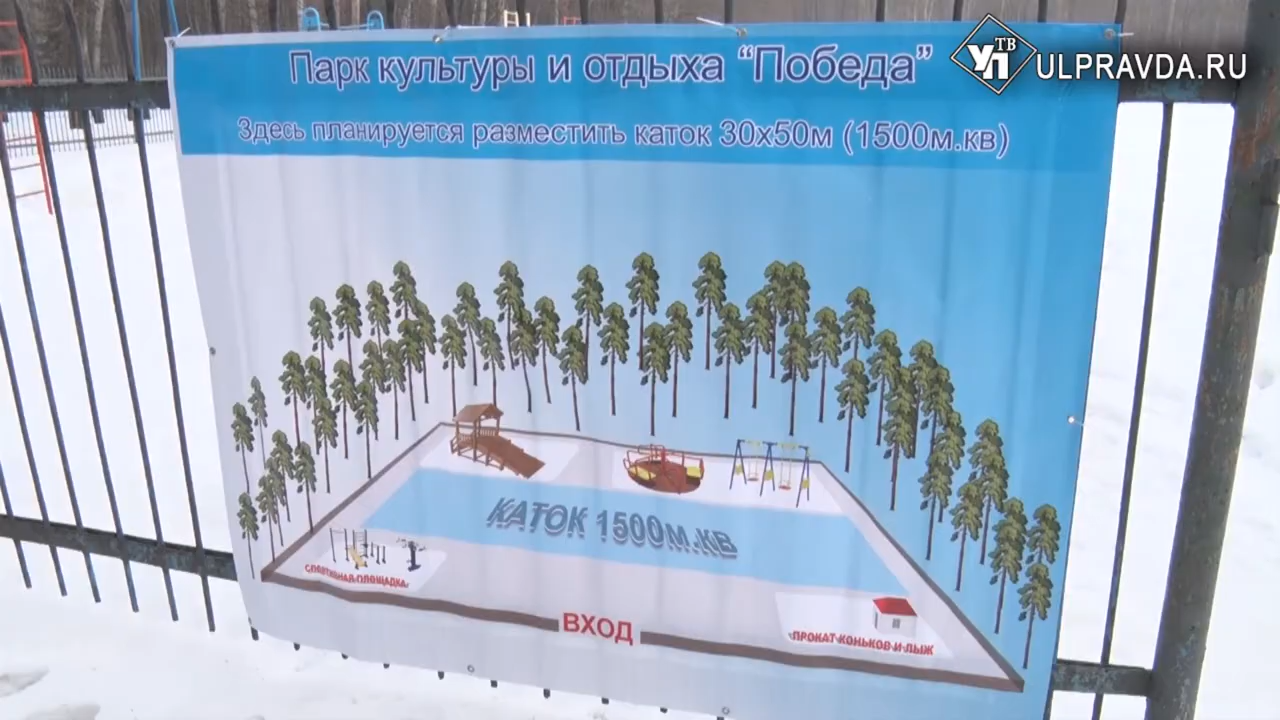 Парк культуры и отдыха “Победа”
УП ТВ ULPRAVDA.RU
Здесь планируется разместить каток 30х50м (1500м.кв)
КАТОК 1500М.КВ
СПОРТИВНАЯ ПЛОЩАДКА
ВХОД
ПРОКАТ КОНЬКОВ И ЛЫЖ